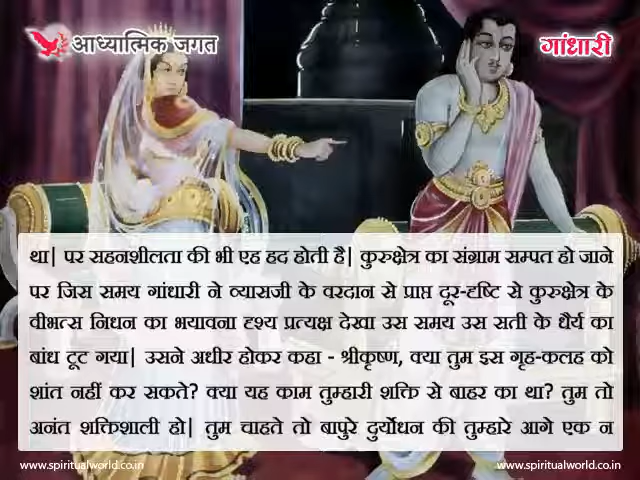 आध्यात्मिक जगत
गांधारी
था| पर सहनशीलता की भी एह हद होती है| कुरुक्षेत्र का संग्राम सम्पत हो जाने
पर जिस समय गांधारी ने व्यासजी के वरदान से प्राप्त दूर-दृष्टि से कुरुक्षेत्र के
वीभत्स निधन का भयावना दृश्य प्रत्यक्ष देखा उस समय उस सती के धैर्य का
बांध टूट गया| उसने अधीर होकर कहा - श्रीकृष्ण, क्या तुम इस गृह-कलह को
शांत नहीं कर सकते? क्या यह काम तुम्हारी शक्ति से बाहर का था? तुम तो
अनंत शक्तिशाली हो| तुम चाहते तो बापुरे दुर्योधन की तुम्हारे आगे एक न
www.spiritualworld.co.in
www.spiritualworld.co.in